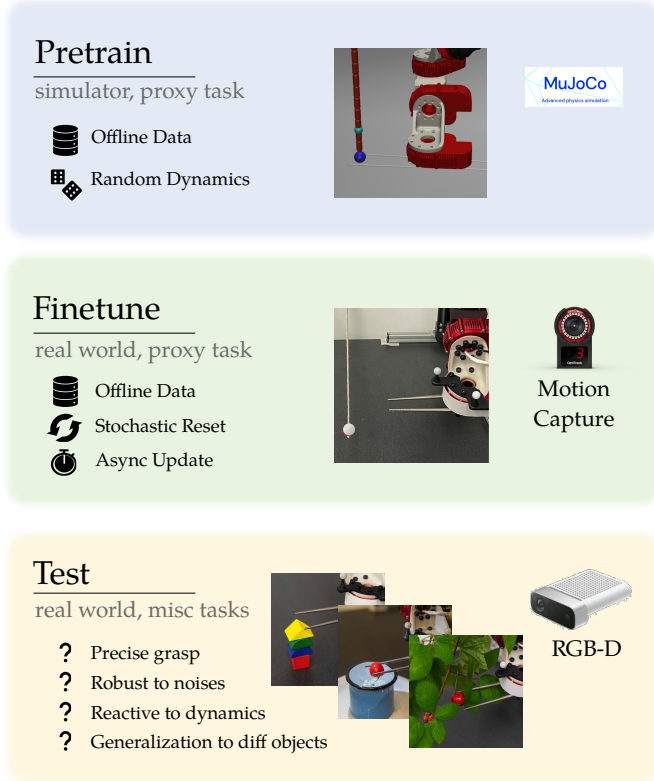 Pretrain
simulator, proxy task
Offline Data
Random Dynamics
MuJoCo
Advanced physics simulation
Finetune
real world, proxy task
Offline Data
Stochastic Reset
Async Update
3
Motion
Capture
Test
real world, misc tasks
? Precise grasp
? Robust to noises
? Reactive to dynamics
? Generalization to diff objects
RGB-D